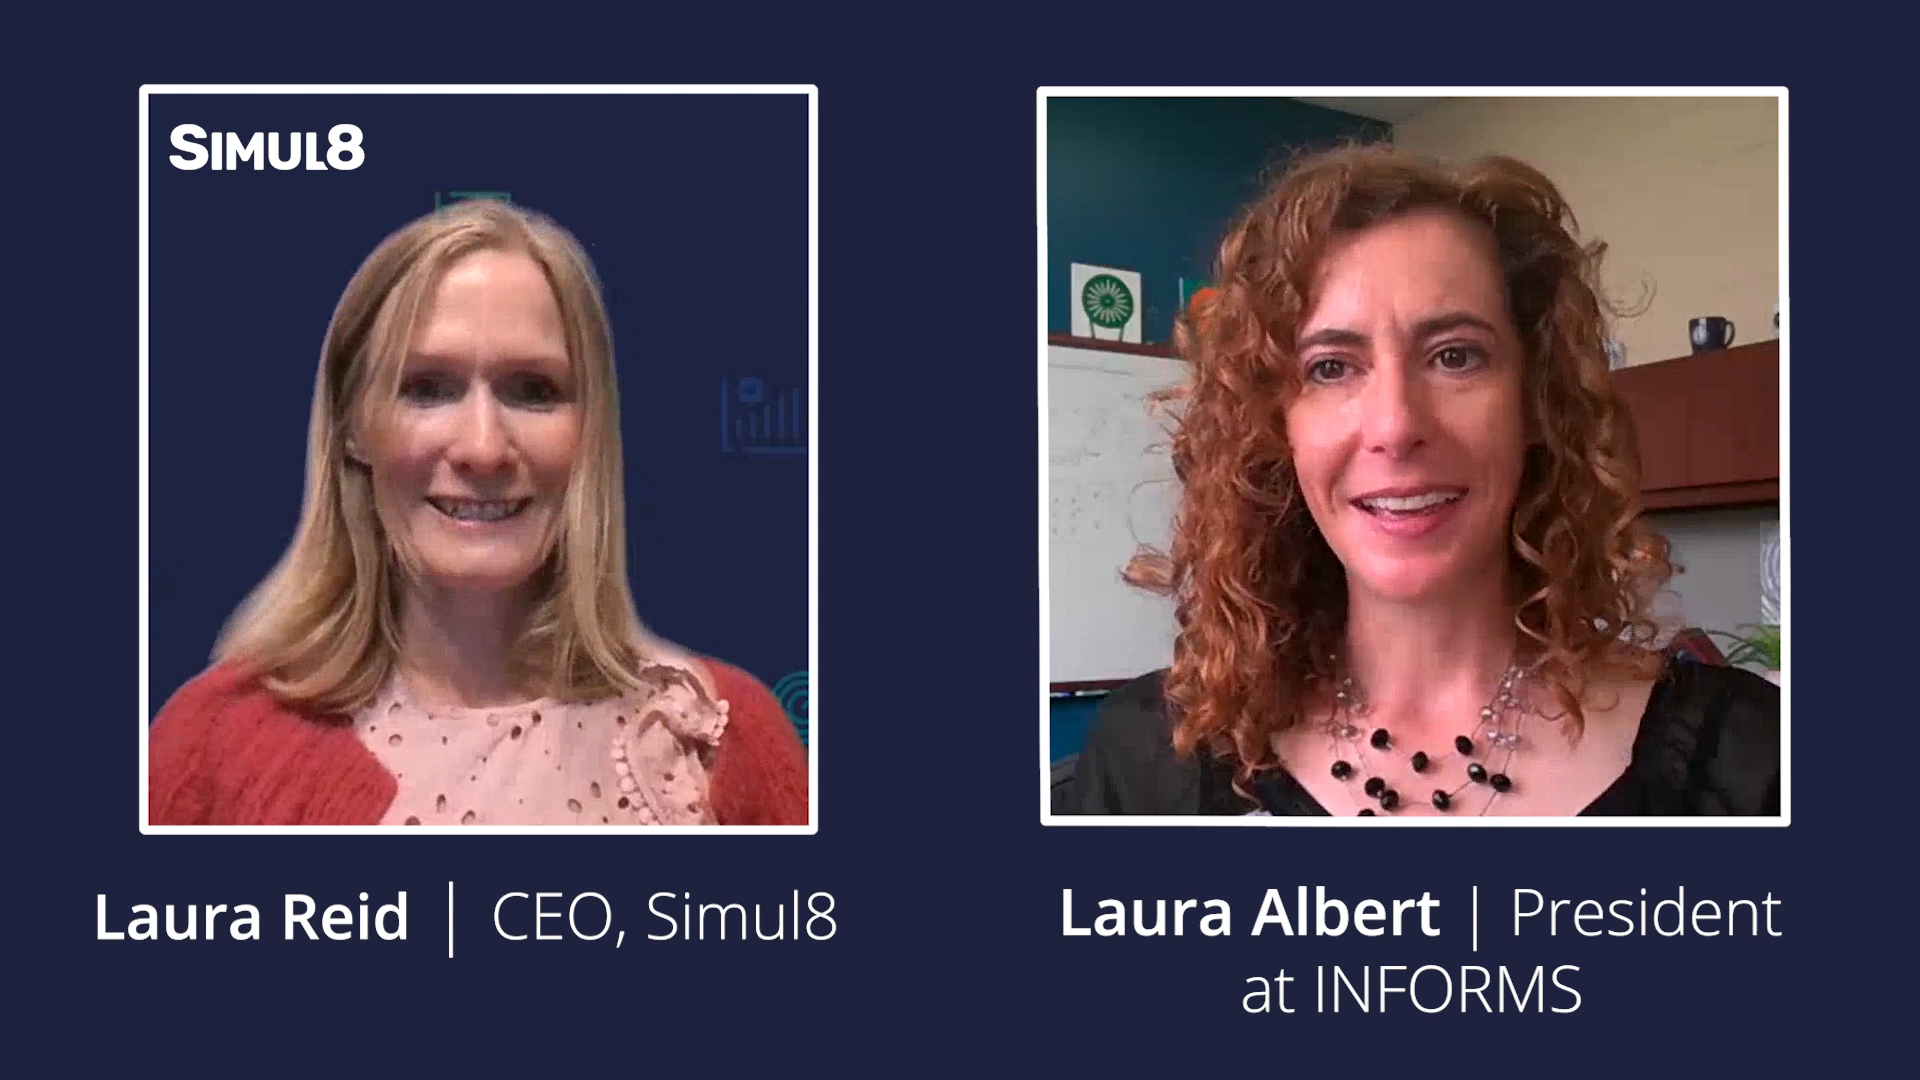 SIMUL8
Laura Reid | CEO, Simul8
Laura Albert | President
at INFORMS